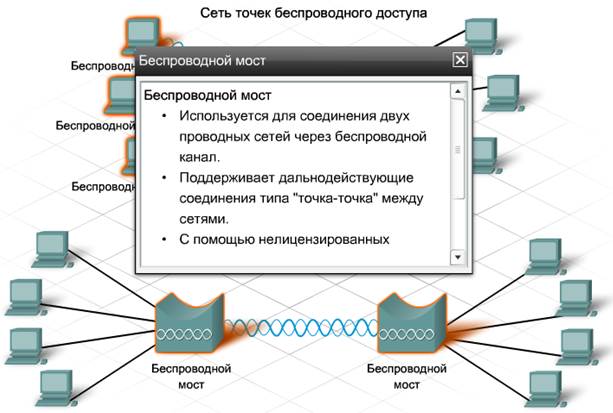 Сеть точек беспроводного доступа
Беспроводн
Беспроводной
Беспровод
Беспроводной мост
Беспроводной мост
• Используется для соединения двух
проводных сетей через беспроводной
канал.
• Поддерживает дальнодействующие
соединения типа "точка-точка" между
сетями.
• С помощью нелицензированных
Беспроводной
мост
Беспроводной
мост